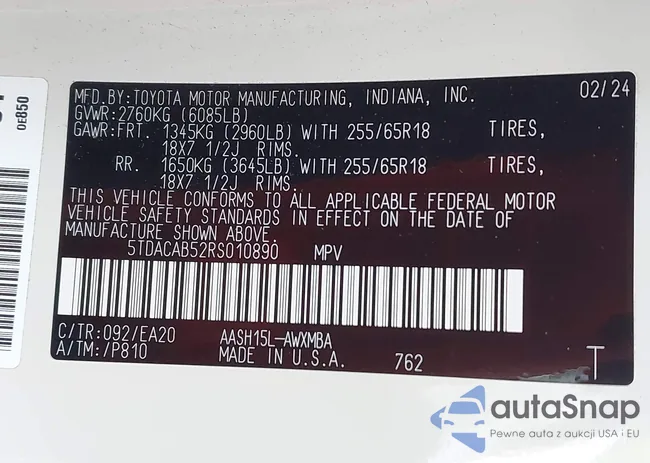 OE850
MFD.BY:TOYOTA MOTOR MANUFACTURING, INDIANA, INC. 02/24
GVWR:2760KG (6085LB)
GAWR:FRT. 1345KG (2960LB) WITH 255/65R18 TIRES,
18X7 1/2J RIMS.
RR. 1650KG (3645LB) WITH 255/65R18 TIRES,
18X7 1/2J RIMS.
THIS VEHICLE CONFORMS TO ALL APPLICABLE FEDERAL MOTOR
VEHICLE SAFETY STANDARDS IN EFFECT ON THE DATE OF
MANUFACTURE SHOWN ABOVE.
5TDACAB52RS010890 MPV
C/TR:092/EA20 AASH15L-AWXMBA
A/TM:/P810 MADE IN U.S.A. 762 T
autaSnap
Pewne auta z aukcji USA i EU